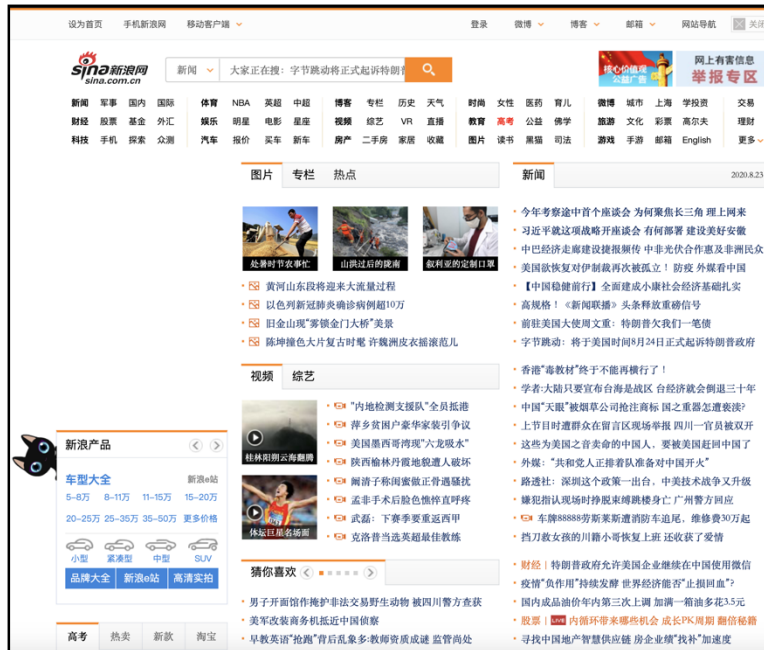 设为首页 手机新浪网 移动客户端 登录 微博 博客 邮箱 网站导航 关闭
sina新浪网
sina.com.cn
新闻 大家正在搜：字节跳动将正式起诉特朗普
核心价值观
公益广告
网上有害信息
举报专区
新闻 军事 国内 国际 体育 NBA 英超 中超 博客 专栏 历史 天气 时尚 女性 医药 育儿 微博 城市 上海 学投资 交易
财经 股票 基金 外汇 娱乐 明星 电影 星座 视频 综艺 VR 直播 教育 高考 公益 佛学 旅游 文化 彩票 高尔夫 理财
科技 手机 探索 众测 汽车 报价 买车 新车 房产 二手房 家居 收藏 图片 读书 黑猫 司法 游戏 手游 邮箱 English 更多
图片 专栏 热点
处暑时节农事忙
山洪过后的陇南
叙利亚的定制口罩
黄河山东段将迎来大流量过程
以色列新冠肺炎确诊病例超10万
旧金山现"雾锁金门大桥"美景
陈坤撞色大片复古时髦 许魏洲皮衣摇滚范儿
视频 综艺
桂林阳朔云海翻腾
体坛巨星名场面
"内地检测支援队"全员抵港
萍乡贫困户豪华家装引争议
美国墨西哥湾现"六龙吸水"
陕西榆林丹霞地貌遭人破坏
阚清子称闺蜜做正骨遇骚扰
孟非手术后脸色憔悴直呼疼
武磊：下赛季要重返西甲
克洛普当选英超最佳教练
猜你喜欢
男子开面馆作掩护非法交易野生动物 被四川警方查获
美军改装商务机抵近中国侦察
早教英语"抢跑"背后乱象多:教师资质成谜 监管尚处
新闻 2020.8.23
今年考察途中首个座谈会 为何聚焦长三角 理上网来
习近平就这项战略开座谈会 有何部署 建设美好安徽
中巴经济走廊建设捷报频传 中非光伏合作惠及非洲民众
美国欲恢复对伊制裁再次被孤立！ 防疫 外媒看中国
【中国稳健前行】全面建成小康社会经济基础扎实
高规格！《新闻联播》头条释放重磅信号
前驻美国大使周文重：特朗普欠我们一笔债
字节跳动：将于美国时间8月24日正式起诉特朗普政府
香港"毒教材"终于不能再横行了！
学者:大陆只要宣布台海是战区 台经济就会倒退三十年
中国"天眼"被烟草公司抢注商标 国之重器怎遭亵渎?
上节目时遭群众在留言区现场举报 四川一官员被双开
这些为美国之音卖命的中国人，要被美国赶回中国了
外媒：“共和党人正排着队准备对中国开火”
路透社：深圳这个政策一出台，中美技术战争又升级
嫌犯指认现场时挣脱束缚跳楼身亡 广州警方回应
车牌88888劳斯莱斯遭消防车追尾，维修费30万起
挡刀救女孩的川籍小哥恢复上班 还收获了爱情
财经｜特朗普政府允许美国企业继续在中国使用微信
疫情"负作用"持续发酵 世界经济能否"止损回血"?
国内成品油价年内第三次上调 加满一箱油多花3.5元
股票｜LIVE 内循环带来哪些机会 成长PK周期 翻倍秘籍
寻找中国地产智慧供应链 房企业绩"找补"加速度
新浪产品
车型大全 新浪e站
5-8万 8-11万 11-15万 15-20万
20-25万 25-35万 35-50万 更多价格
小型 紧凑型 中型 SUV
品牌大全 新浪e站 高清实拍
高考 热卖 新款 淘宝